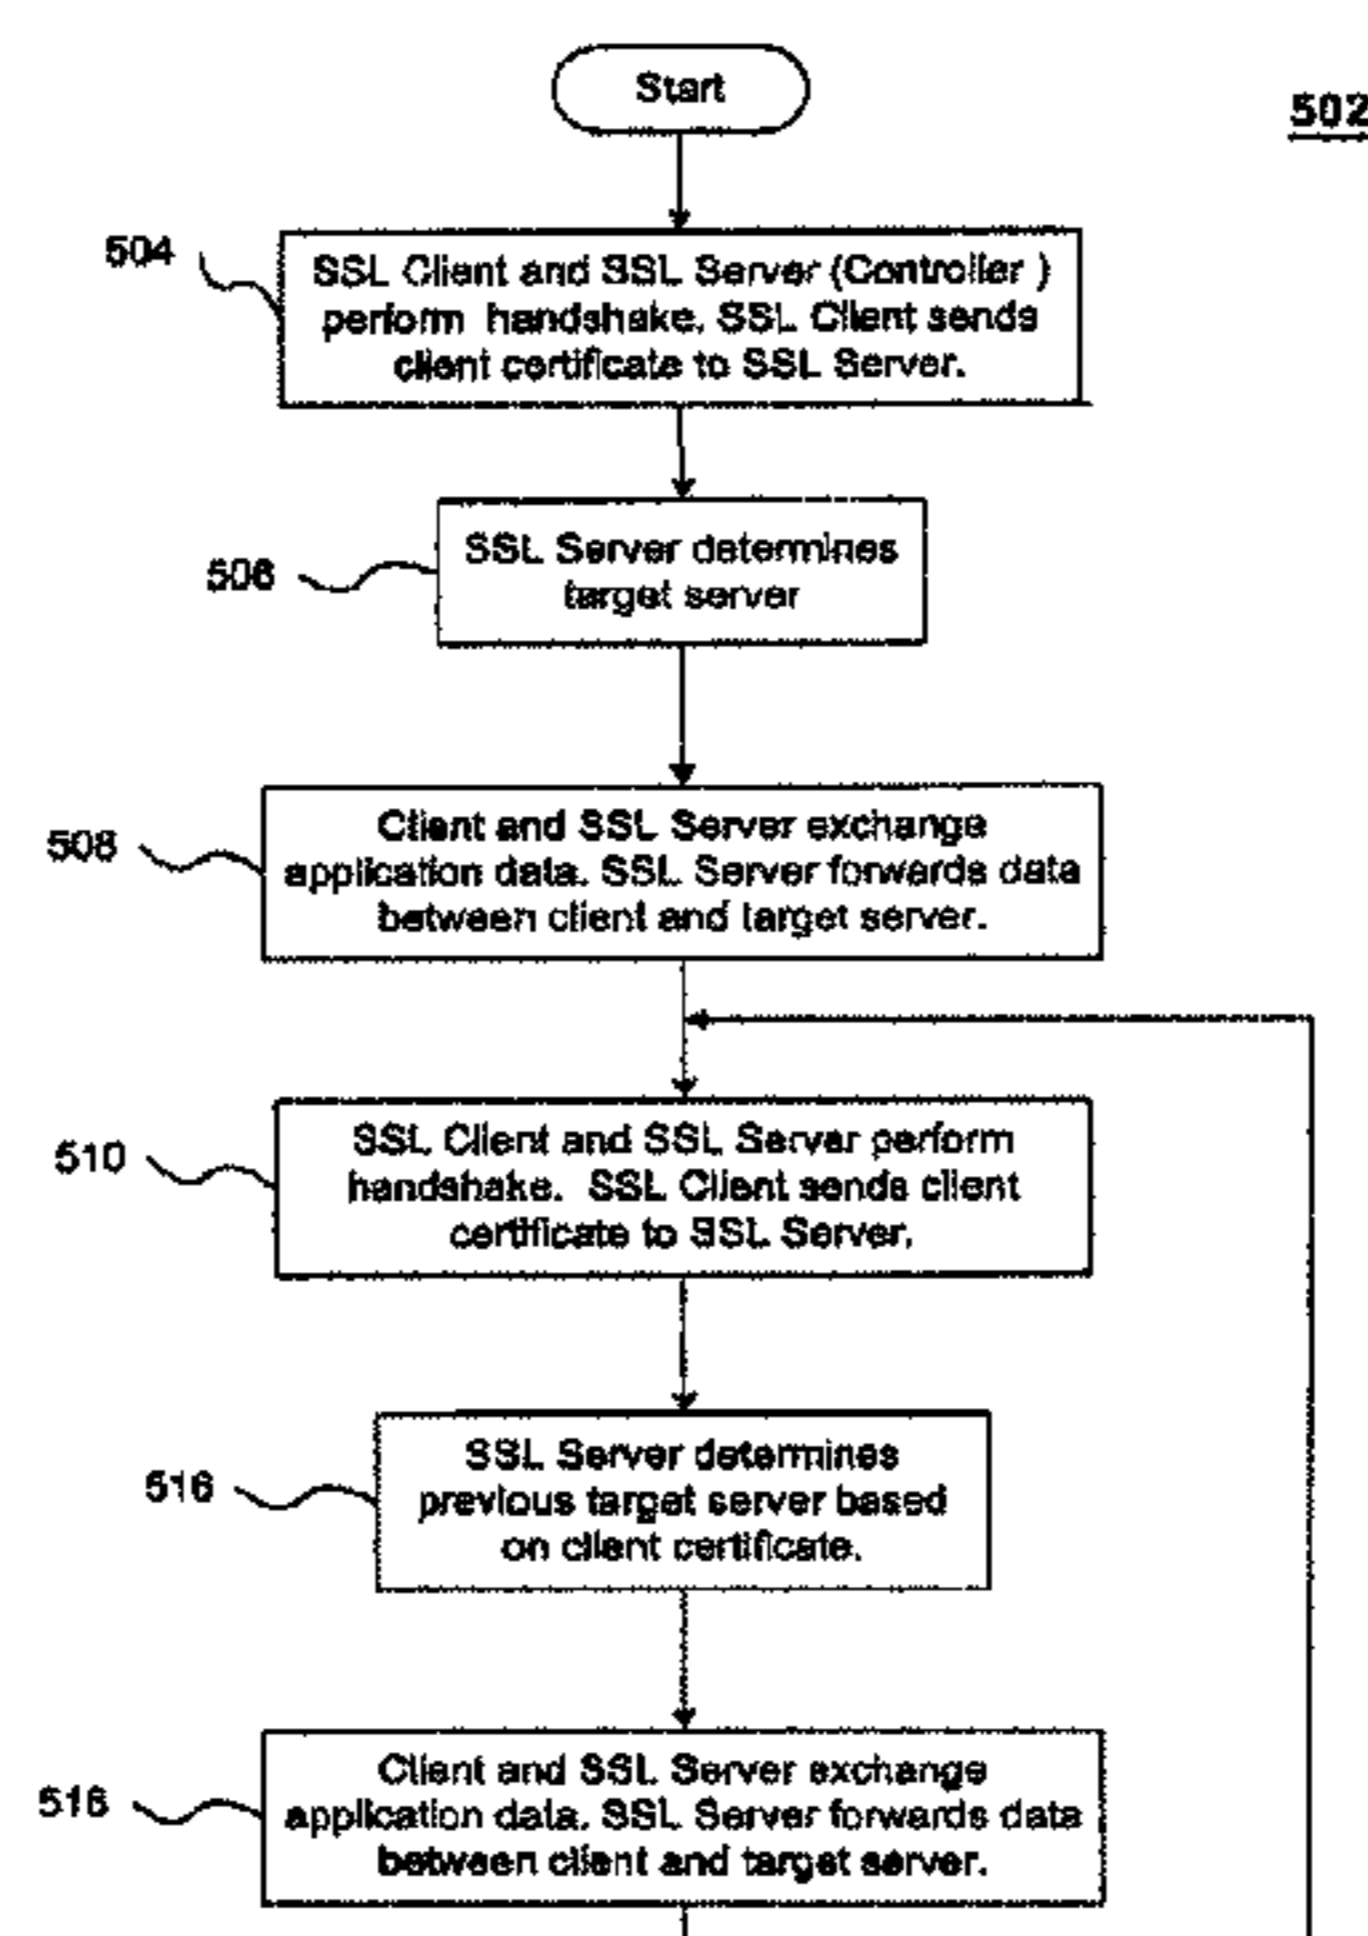 Start
502
504
SSL Client and SSL Server (Controller )
perform handshake. SSL Client sends
client certificate to SSL Server.
506
SSL Server determines
target server
508
Client and SSL Server exchange
application data. SSL Server forwards data
between client and target server.
510
SSL Client and SSL Server perform
handshake. SSL Client sends client
certificate to SSL Server.
516
SSL Server determines
previous target server based
on client certificate.
516
Client and SSL Server exchange
application data. SSL Server forwards data
between client and target server.